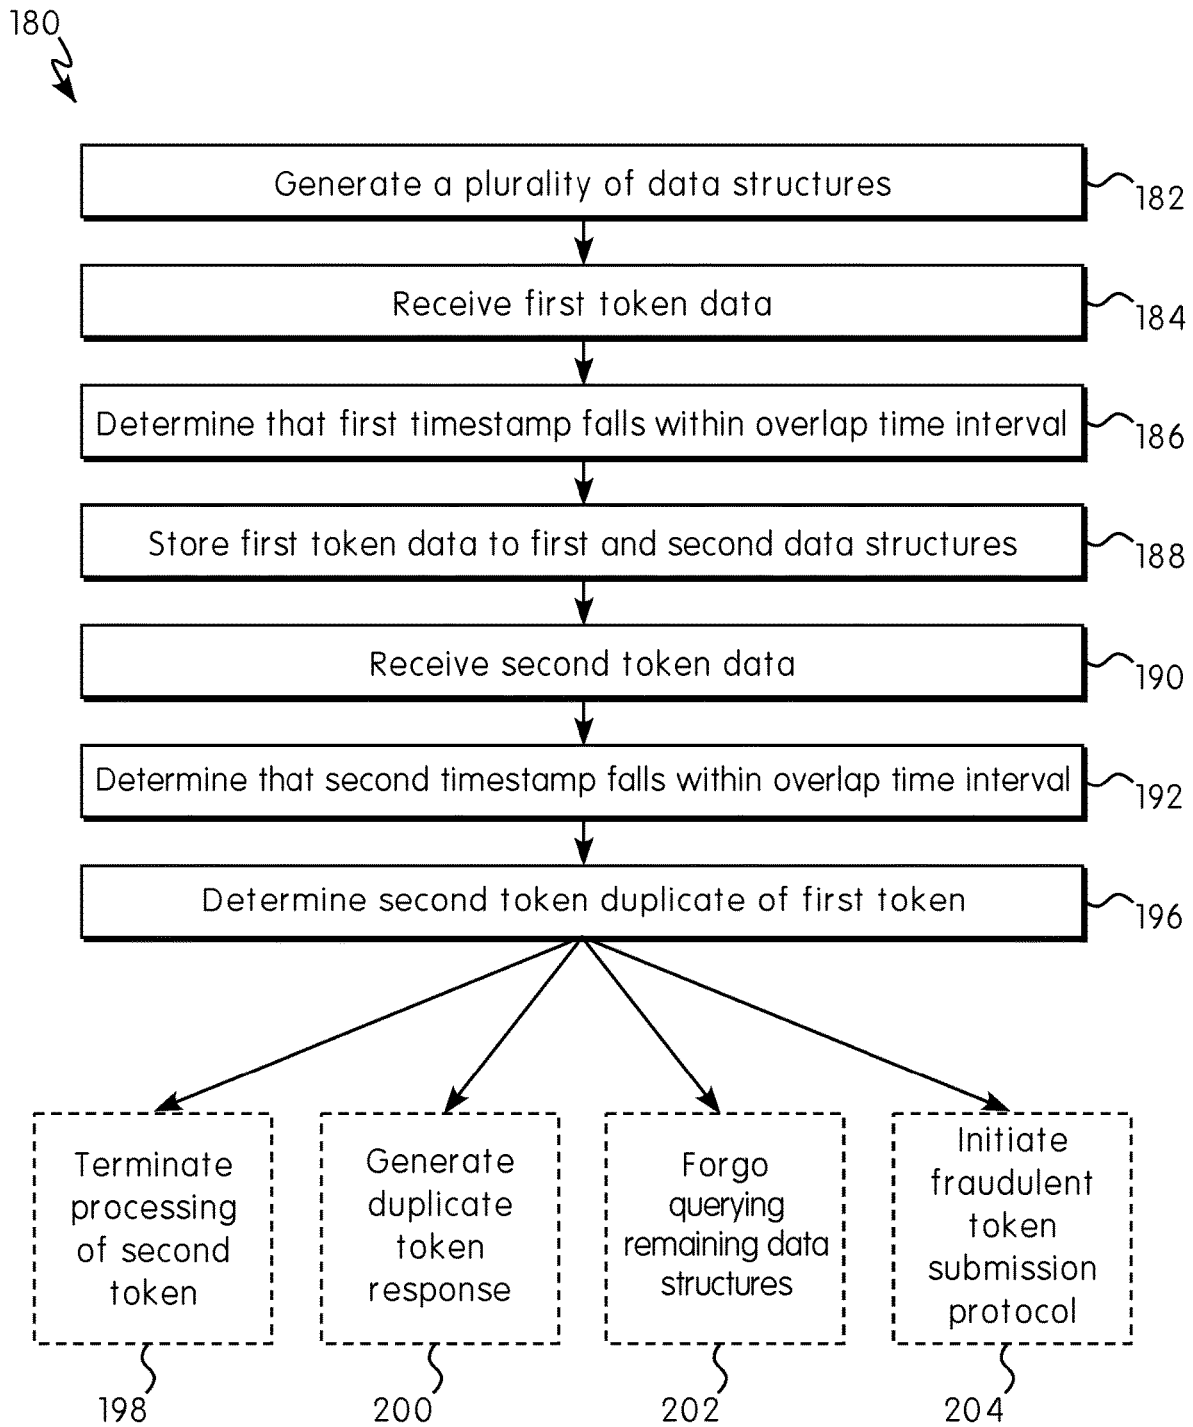 180
Generate a plurality of data structures
182
Receive first token data
184
Determine that first timestamp falls within overlap time interval
186
Store first token data to first and second data structures
188
Receive second token data
190
Determine that second timestamp falls within overlap time interval
192
Determine second token duplicate of first token
196
Terminate
processing
of second
token
198
Generate
duplicate
token
response
200
Forgo
querying
remaining data
structures
202
Initiate
fraudulent
token
submission
protocol
204